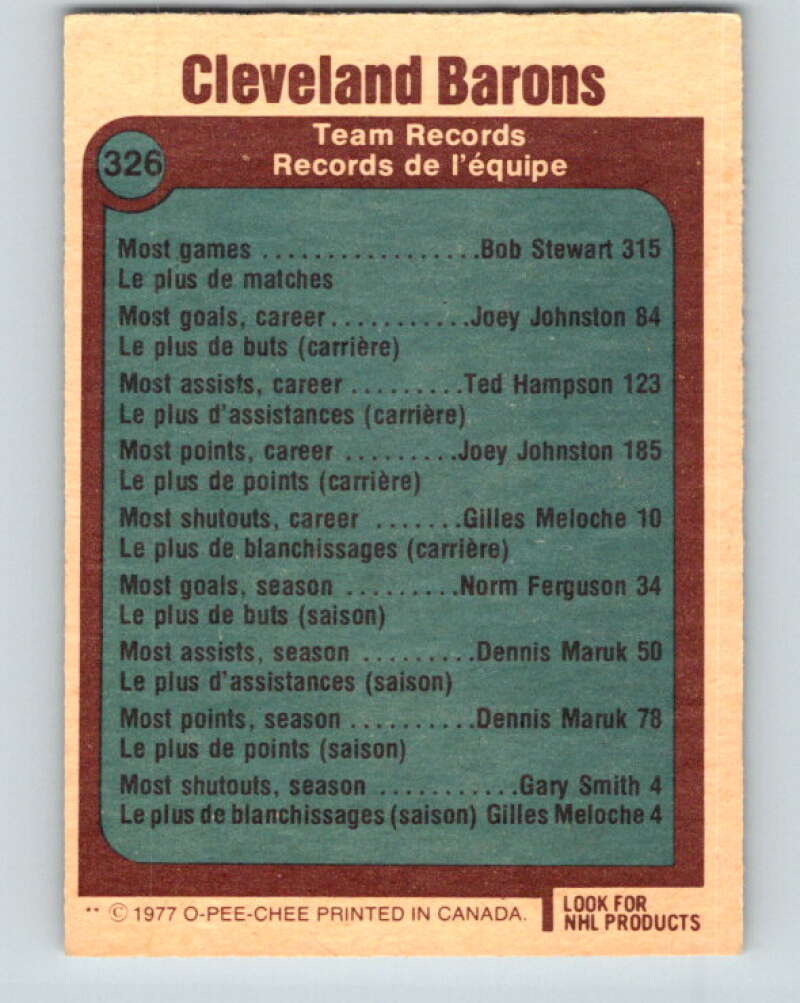 Cleveland Barons
Team Records
Records de l'équipe
326
Most games ..................Bob Stewart 315
Le plus de matches
Most goals, career...........Joey Johnston 84
Le plus de buts (carrière)
Most assists, career .........Ted Hampson 123
Le plus d'assistances (carrière)
Most points, career .........Joey Johnston 185
Le plus de points (carrière)
Most shutouts, career .......Gilles Meloche 10
Le plus de blanchissages (carrière)
Most goals, season .........Norm Ferguson 34
Le plus de buts (saison)
Most assists, season .........Dennis Maruk 50
Le plus d'assistances (saison)
Most points, season ..........Dennis Maruk 78
Le plus de points (saison)
Most shutouts, season ...........Gary Smith 4
Le plus de blanchissages (saison) Gilles Meloche 4
** © 1977 O-PEE-CHEE PRINTED IN CANADA.
LOOK FOR
NHL PRODUCTS